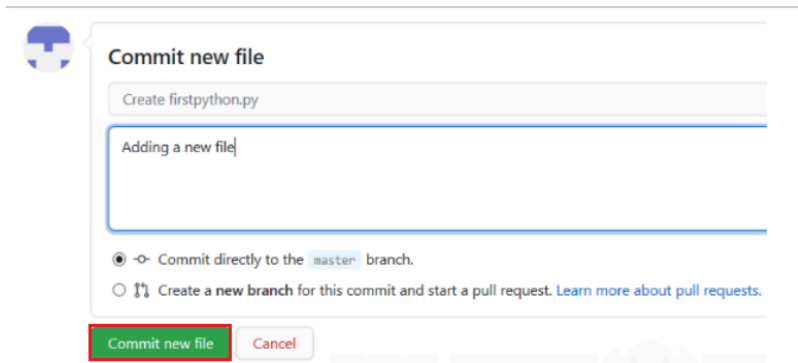 Commit new file
Create firstpython.py
Adding a new file
Commit directly to the master branch.
Create a new branch for this commit and start a pull request. Learn more about pull requests.
Commit new file
Cancel